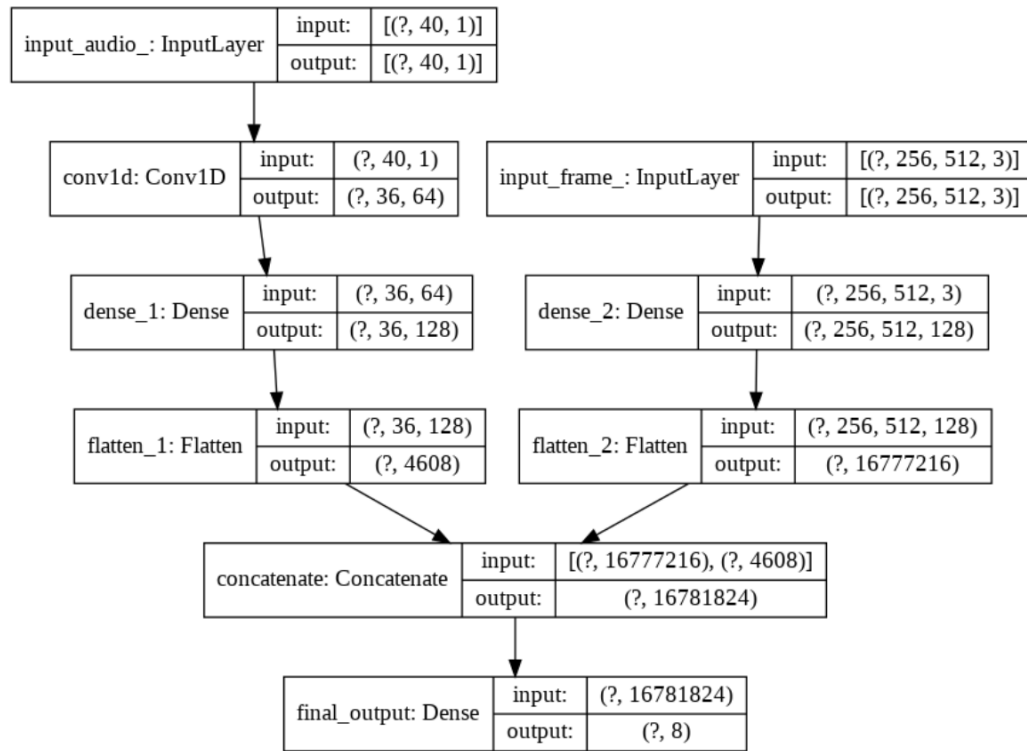 input_audio_: InputLayer
input: [(?, 40, 1)]
output: [(?, 40, 1)]
conv1d: Conv1D
input: (?, 40, 1)
output: (?, 36, 64)
input_frame_: InputLayer
input: [(?, 256, 512, 3)]
output: [(?, 256, 512, 3)]
dense_1: Dense
input: (?, 36, 64)
output: (?, 36, 128)
dense_2: Dense
input: (?, 256, 512, 3)
output: (?, 256, 512, 128)
flatten_1: Flatten
input: (?, 36, 128)
output: (?, 4608)
flatten_2: Flatten
input: (?, 256, 512, 128)
output: (?, 16777216)
concatenate: Concatenate
input: [(?, 16777216), (?, 4608)]
output: (?, 16781824)
final_output: Dense
input: (?, 16781824)
output: (?, 8)